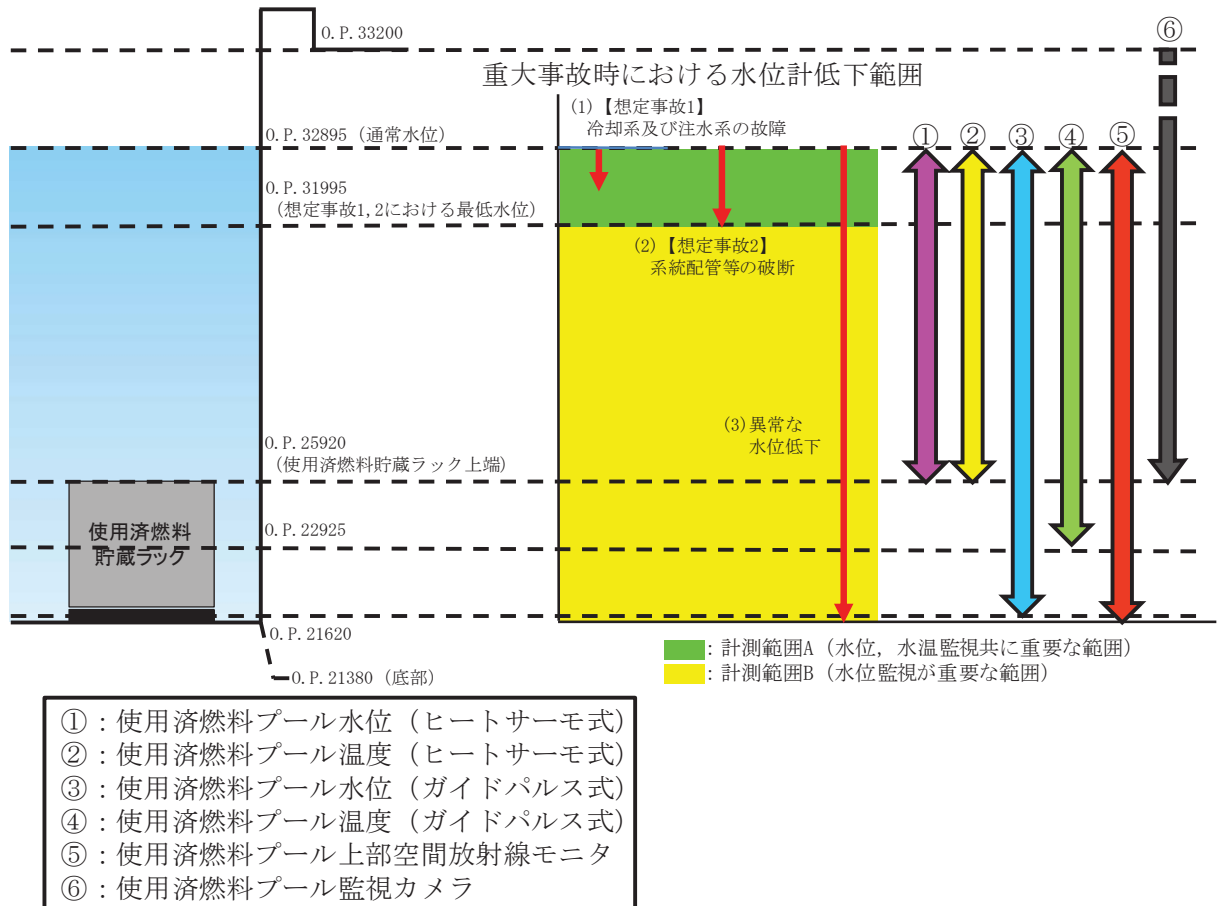 O.P.33200
⑥
重大事故時における水位計低下範囲
(1)【想定事故1】
冷却系及び注水系の故障
O.P.32895（通常水位）
① ② ③ ④ ⑤
O.P.31995
（想定事故1,2における最低水位）
(2)【想定事故2】
系統配管等の破断
(3)異常な
水位低下
O.P.25920
（使用済燃料貯蔵ラック上端）
使用済燃料
貯蔵ラック
O.P.22925
O.P.21620
O.P.21380（底部）
：計測範囲A（水位，水温監視共に重要な範囲）
：計測範囲B（水位監視が重要な範囲）
①：使用済燃料プール水位（ヒートサーモ式）
②：使用済燃料プール温度（ヒートサーモ式）
③：使用済燃料プール水位（ガイドパルス式）
④：使用済燃料プール温度（ガイドパルス式）
⑤：使用済燃料プール上部空間放射線モニタ
⑥：使用済燃料プール監視カメラ